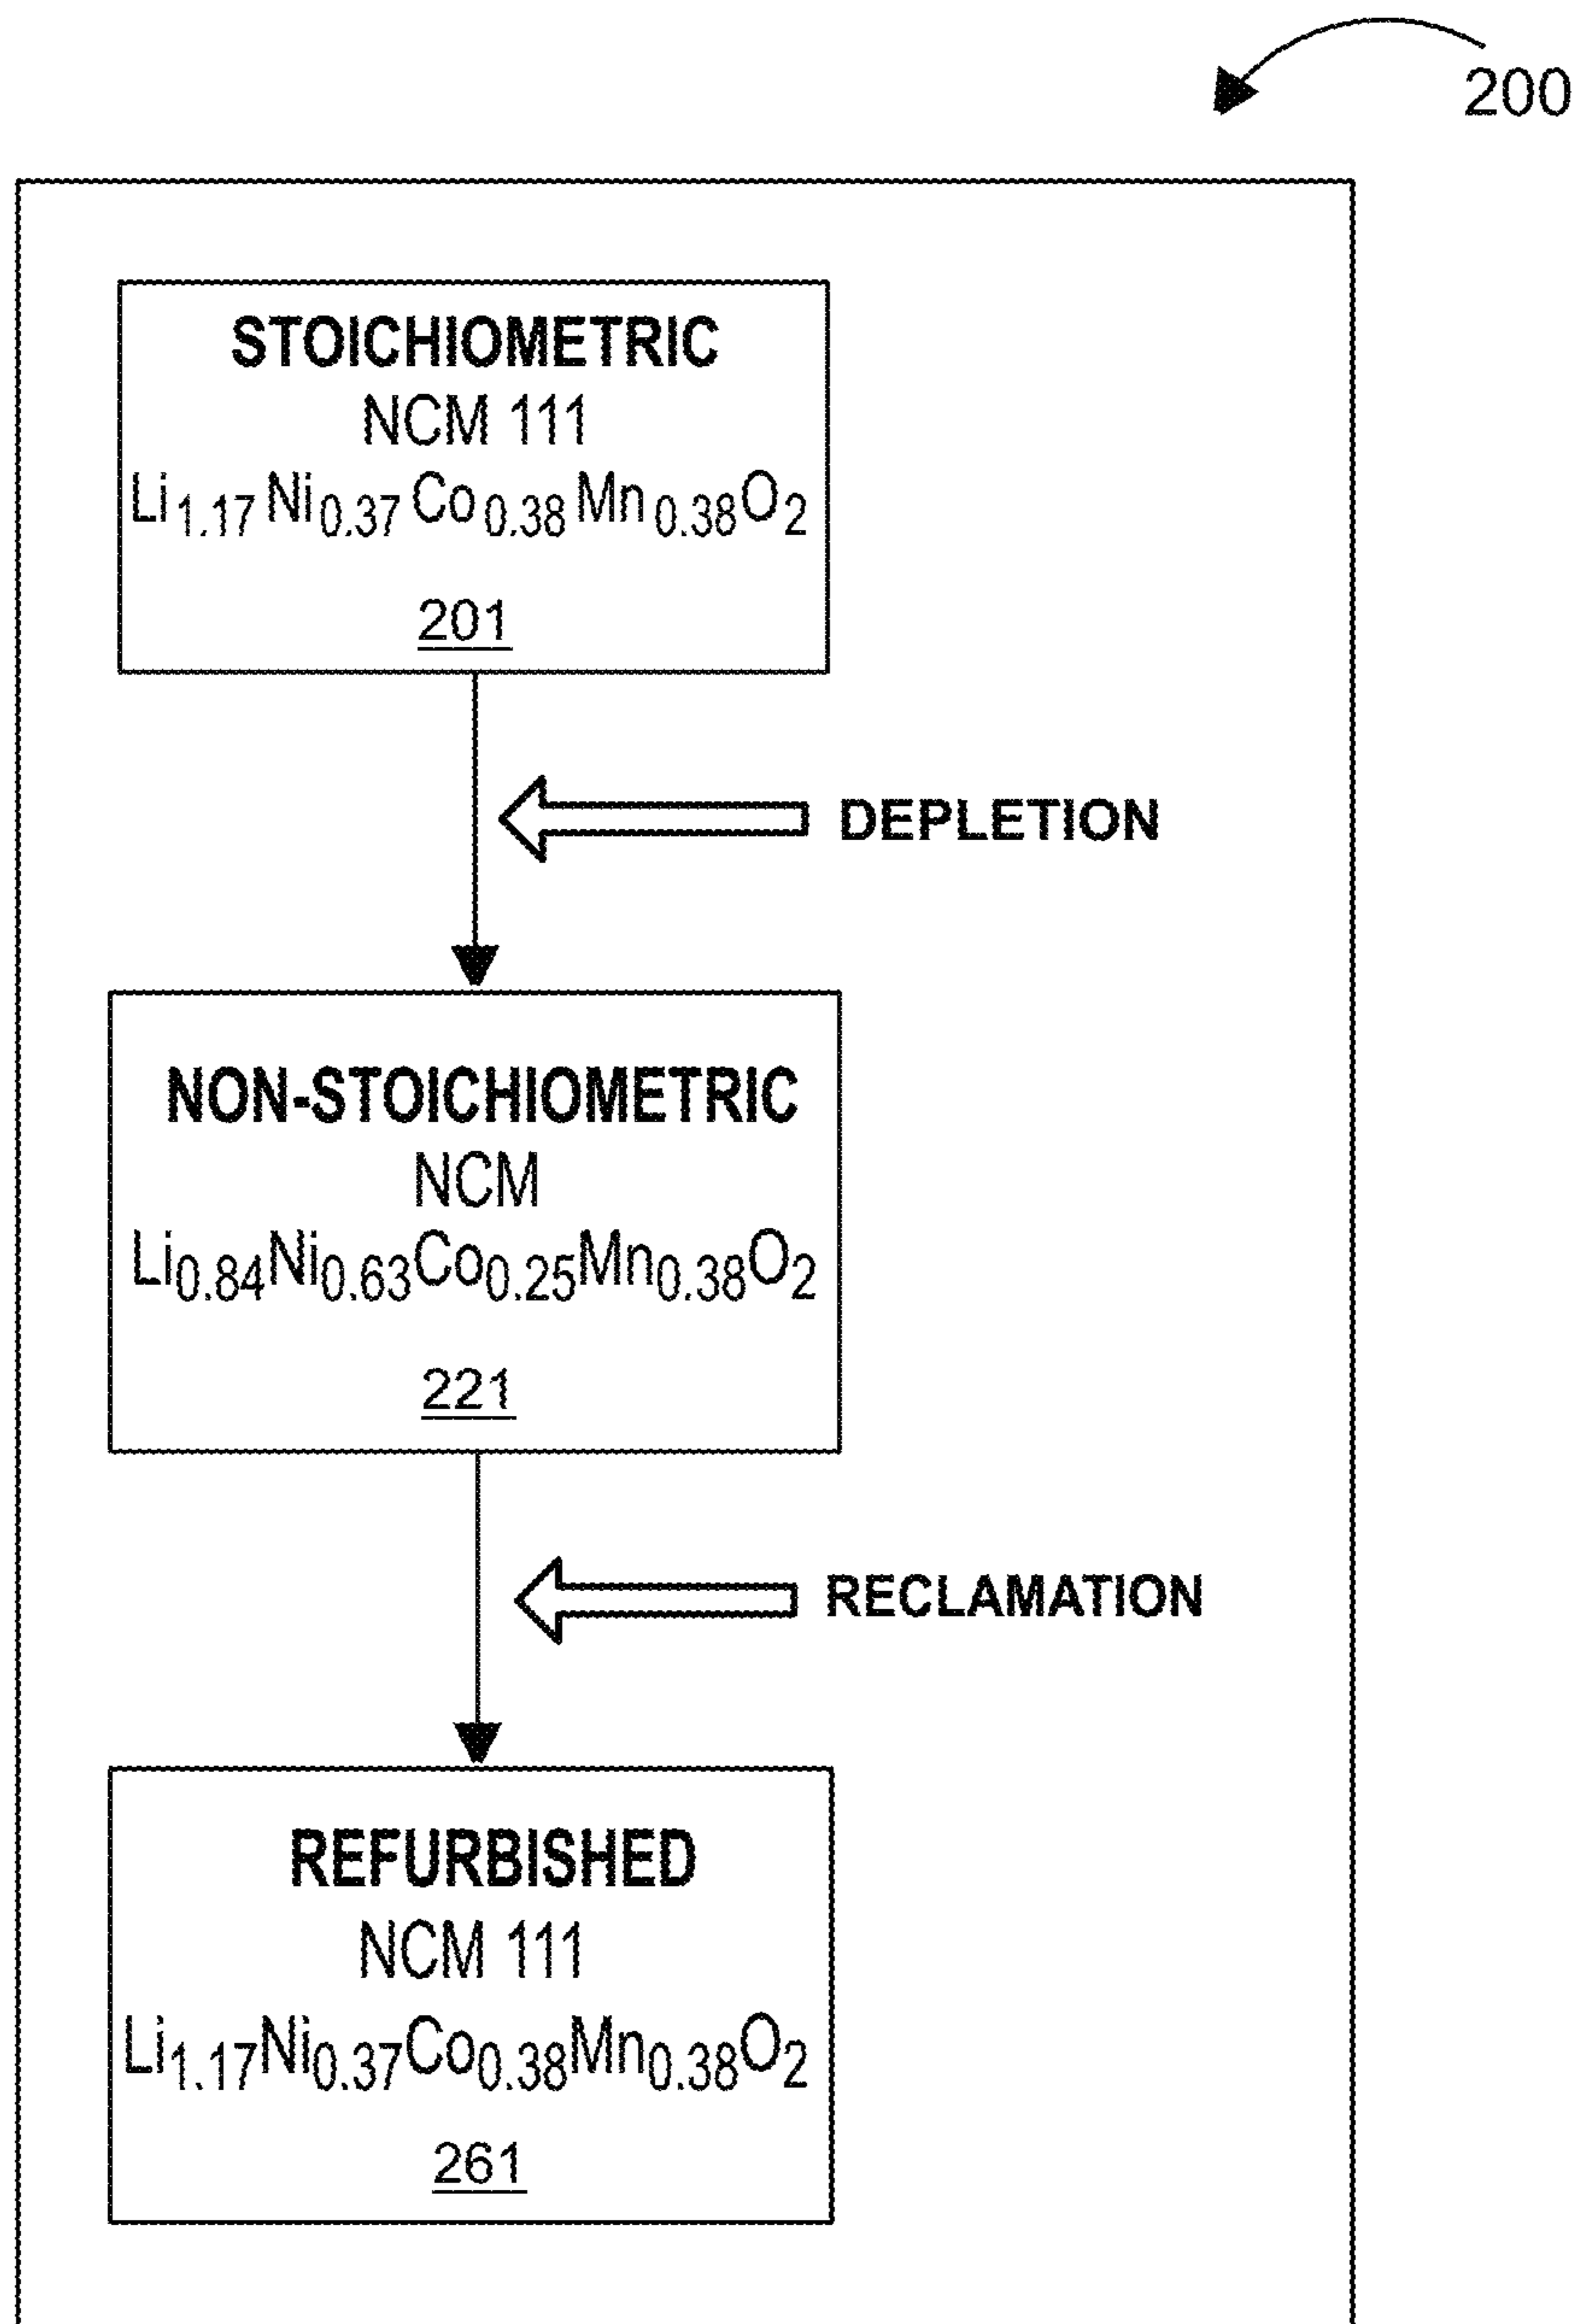 200
STOICHIOMETRIC
NCM 111
Li₁.₁₇Ni₀.₃₇Co₀.₃₈Mn₀.₃₈O₂
201
DEPLETION
NON-STOICHIOMETRIC
NCM
Li₀.₈₄Ni₀.₆₃Co₀.₂₅Mn₀.₃₈O₂
221
RECLAMATION
REFURBISHED
NCM 111
Li₁.₁₇Ni₀.₃₇Co₀.₃₈Mn₀.₃₈O₂
261